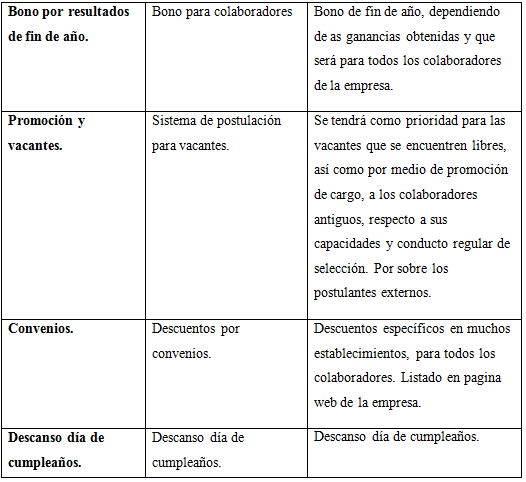 Bono por resultados
de fin de año.
Bono para colaboradores
Bono de fin de año, dependiendo
de as ganancias obtenidas y que
será para todos los colaboradores
de la empresa.
Promoción y
vacantes.
Sistema de postulación
para vacantes.
Se tendrá como prioridad para las
vacantes que se encuentren libres,
así como por medio de promoción
de cargo, a los colaboradores
antiguos, respecto a sus
capacidades y conducto regular de
selección. Por sobre los
postulantes externos.
Convenios.
Descuentos por
convenios.
Descuentos específicos en muchos
establecimientos, para todos los
colaboradores. Listado en pagina
web de la empresa.
Descanso día de
cumpleaños.
Descanso día de
cumpleaños.
Descanso día de cumpleaños.